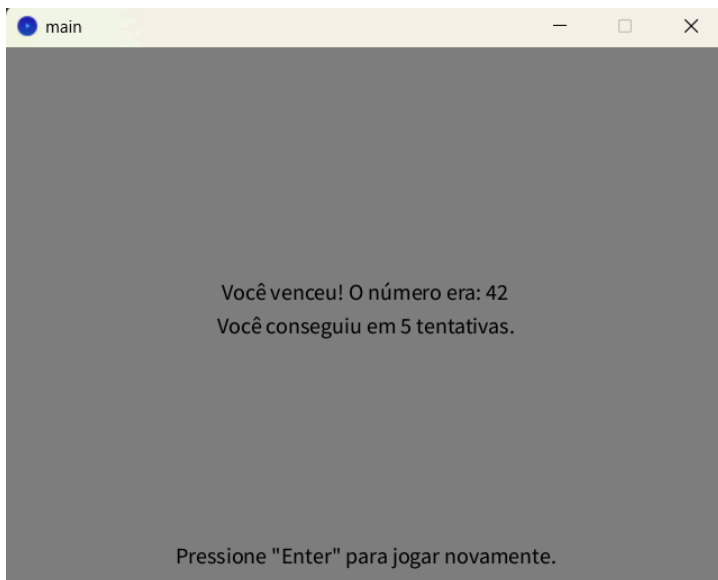 main
Você venceu! O número era: 42
Você conseguiu em 5 tentativas.
Pressione "Enter" para jogar novamente.